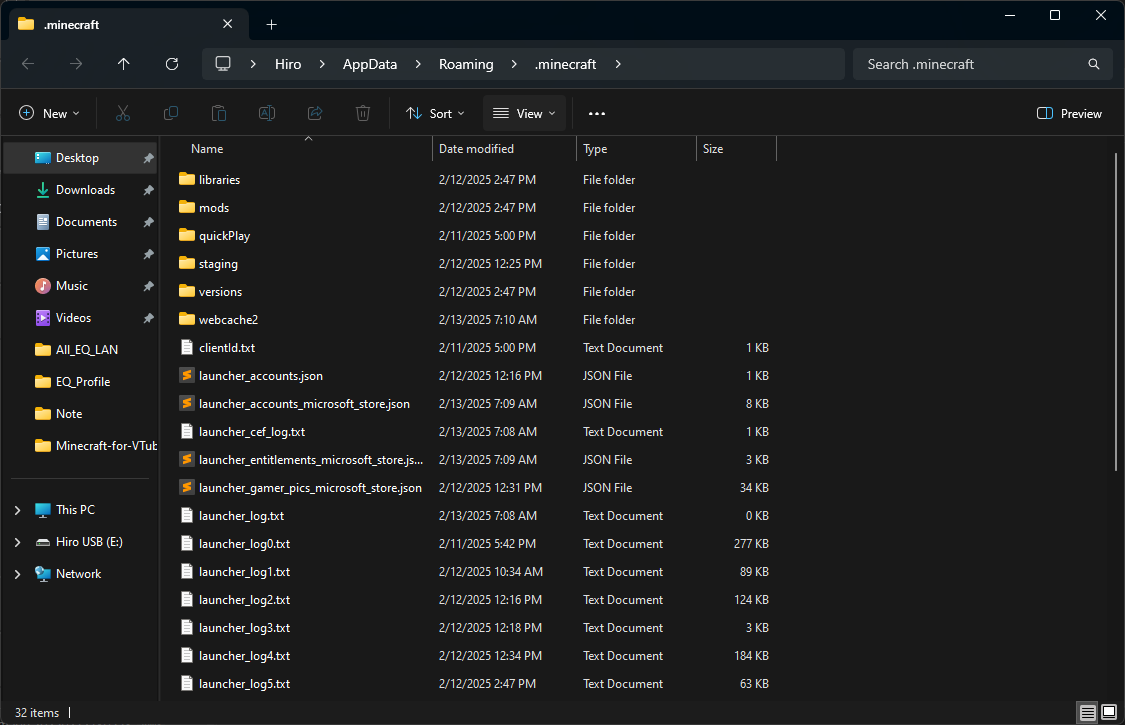 .minecraft
Hiro AppData Roaming .minecraft Search .minecraft
New Sort View Preview
Name Date modified Type Size
Desktop
Downloads
Documents
Pictures
Music
Videos
All_EQ_LAN
EQ_Profile
Note
Minecraft-for-VTub
This PC
Hiro USB (E:)
Network
libraries 2/12/2025 2:47 PM File folder
mods 2/12/2025 2:47 PM File folder
quickPlay 2/11/2025 5:00 PM File folder
staging 2/12/2025 12:25 PM File folder
versions 2/12/2025 2:47 PM File folder
webcache2 2/13/2025 7:10 AM File folder
clientId.txt 2/11/2025 5:00 PM Text Document 1 KB
launcher_accounts.json 2/12/2025 12:16 PM JSON File 1 KB
launcher_accounts_microsoft_store.json 2/13/2025 7:09 AM JSON File 8 KB
launcher_cef_log.txt 2/13/2025 7:08 AM Text Document 1 KB
launcher_entitlements_microsoft_store.js... 2/13/2025 7:09 AM JSON File 3 KB
launcher_gamer_pics_microsoft_store.json 2/12/2025 12:31 PM JSON File 34 KB
launcher_log.txt 2/13/2025 7:08 AM Text Document 0 KB
launcher_log0.txt 2/11/2025 5:42 PM Text Document 277 KB
launcher_log1.txt 2/12/2025 10:34 AM Text Document 89 KB
launcher_log2.txt 2/12/2025 12:16 PM Text Document 124 KB
launcher_log3.txt 2/12/2025 12:18 PM Text Document 3 KB
launcher_log4.txt 2/12/2025 12:34 PM Text Document 184 KB
launcher_log5.txt 2/12/2025 2:47 PM Text Document 63 KB
32 items